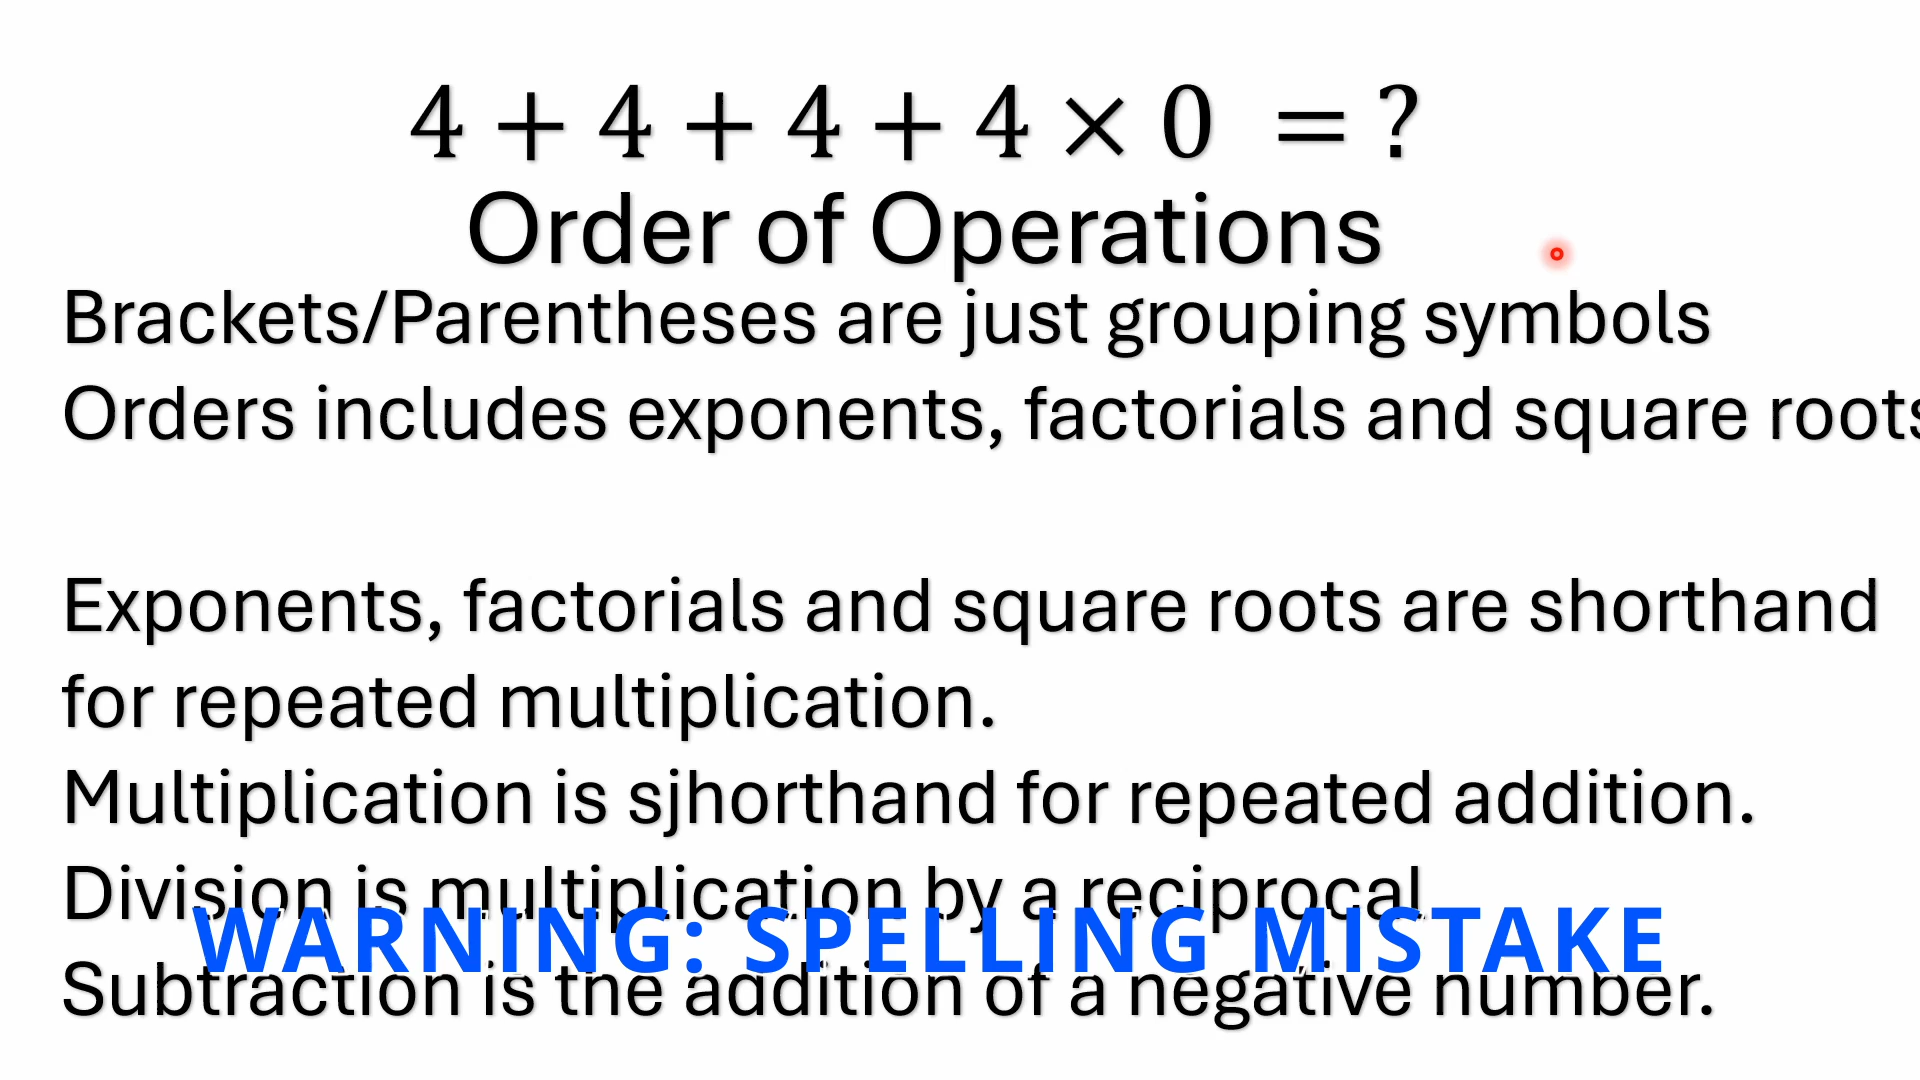 4 + 4 + 4 + 4 × 0 = ?
Order of Operations
Brackets/Parentheses are just grouping symbols
Orders includes exponents, factorials and square roots
Exponents, factorials and square roots are shorthand
for repeated multiplication.
Multiplication is sjhorthand for repeated addition.
Division is multiplication by a reciprocal.
WARNING: SPELLING MISTAKE
Subtraction is the addition of a negative number.